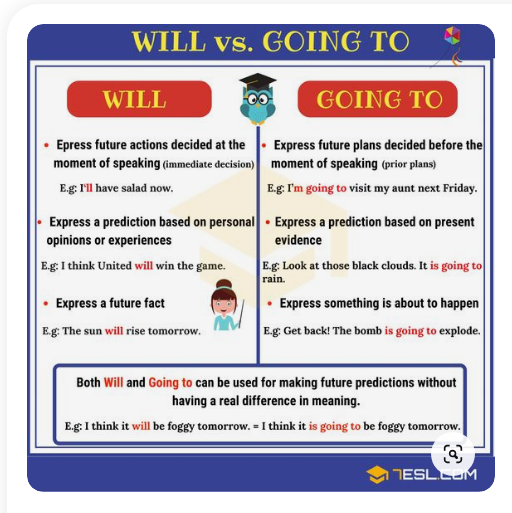 WILL vs. GOING TO
WILL
• Epress future actions decided at the
moment of speaking (immediate decision)
E.g: I'll have salad now.
• Express a prediction based on personal
opinions or experiences
E.g: I think United will win the game.
• Express a future fact
E.g: The sun will rise tomorrow.
GOING TO
• Express future plans decided before the
moment of speaking (prior plans)
E.g: I'm going to visit my aunt next Friday.
• Express a prediction based on present
evidence
E.g: Look at those black clouds. It is going to
rain.
• Express something is about to happen
E.g: Get back! The bomb is going to explode.
Both Will and Going to can be used for making future predictions without
having a real difference in meaning.
E.g: I think it will be foggy tomorrow. = I think it is going to be foggy tomorrow.
7ESL.COM